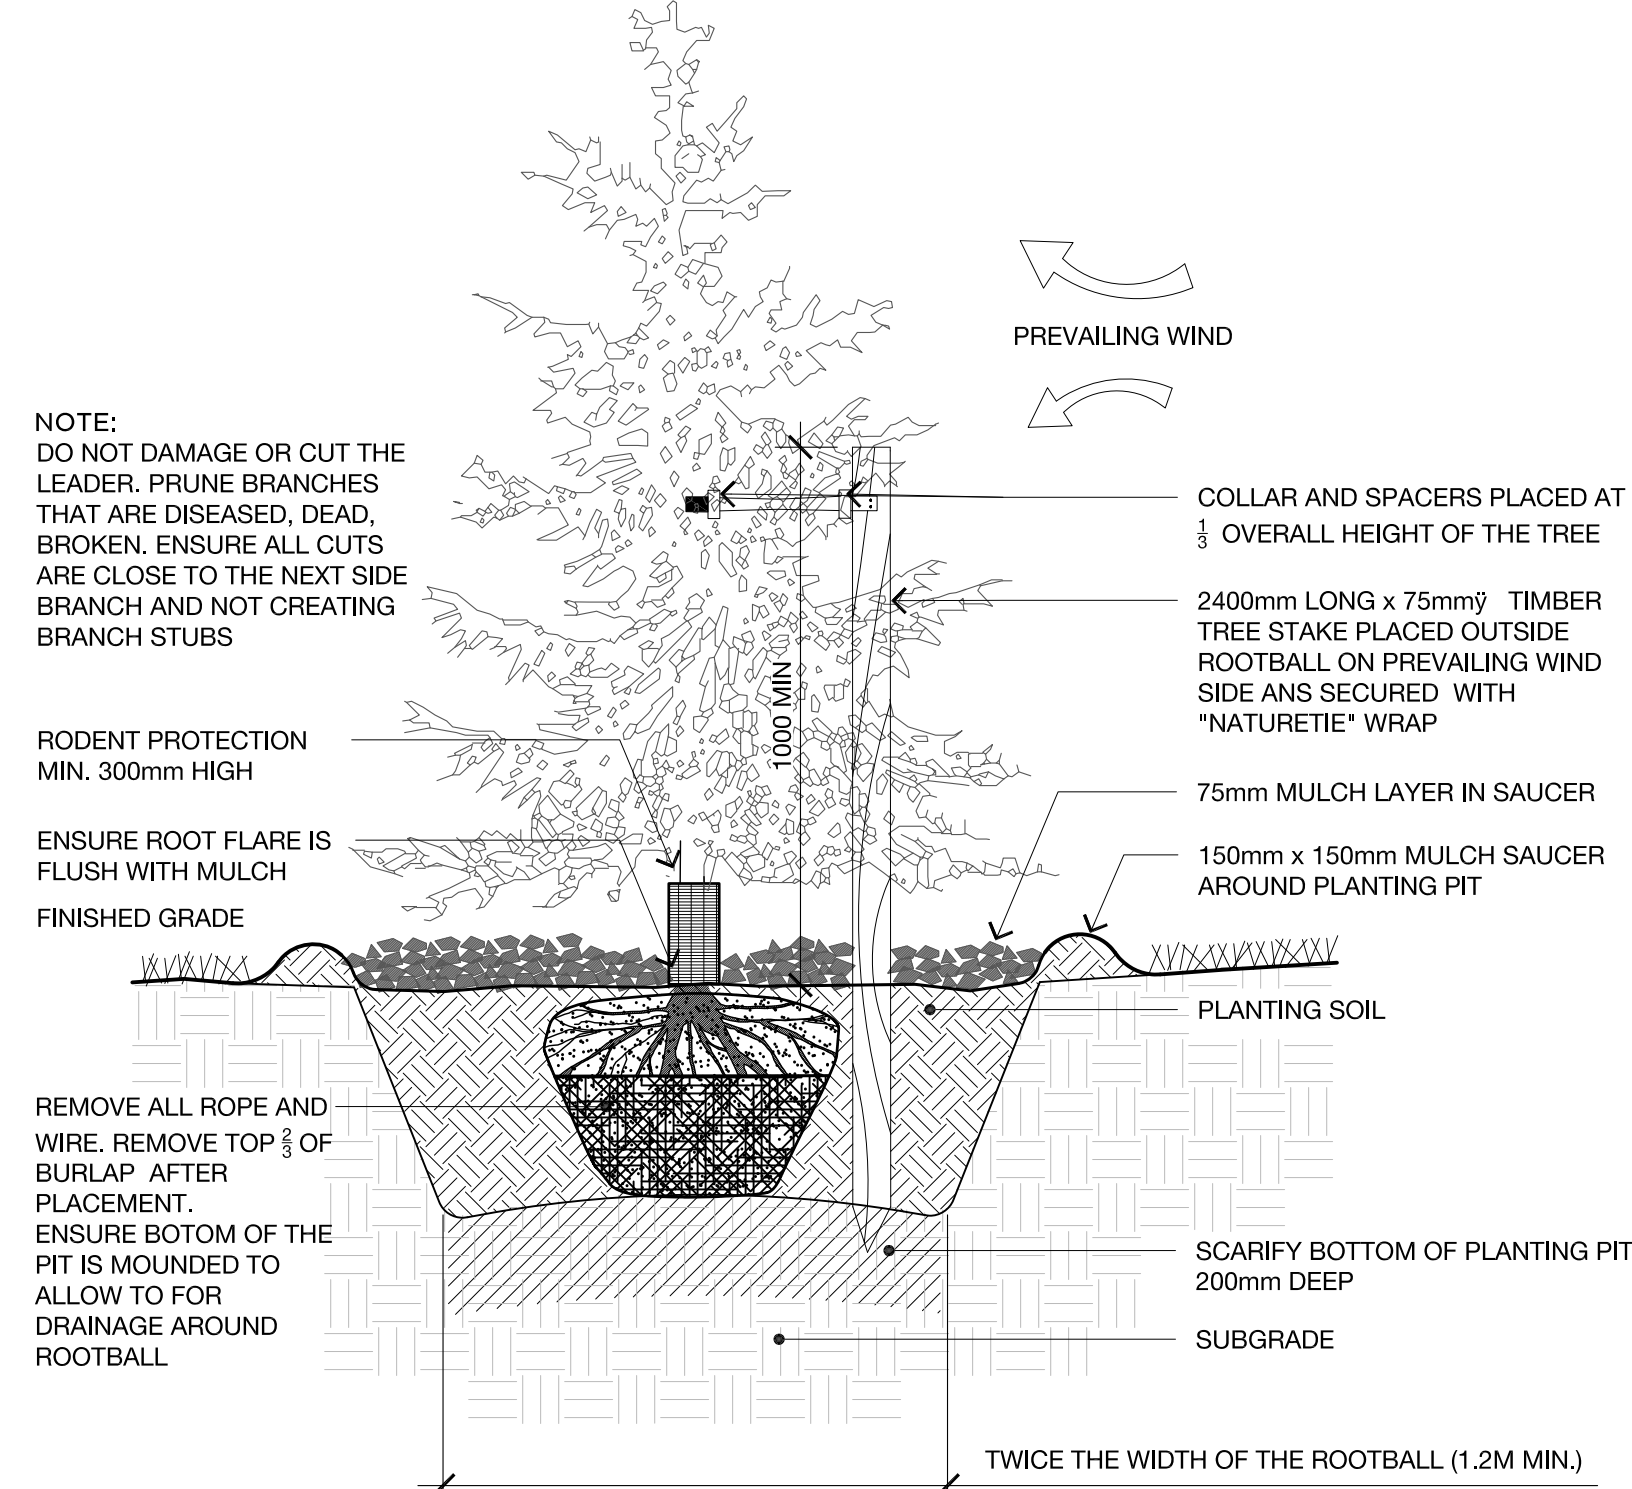 PREVAILING WIND
NOTE:
DO NOT DAMAGE OR CUT THE
LEADER. PRUNE BRANCHES
THAT ARE DISEASED, DEAD,
BROKEN. ENSURE ALL CUTS
ARE CLOSE TO THE NEXT SIDE
BRANCH AND NOT CREATING
BRANCH STUBS
RODENT PROTECTION
MIN. 300mm HIGH
ENSURE ROOT FLARE IS
FLUSH WITH MULCH
FINISHED GRADE
REMOVE ALL ROPE AND
WIRE. REMOVE TOP 2/3 OF
BURLAP AFTER
PLACEMENT.
ENSURE BOTOM OF THE
PIT IS MOUNDED TO
ALLOW TO FOR
DRAINAGE AROUND
ROOTBALL
1000 MIN
COLLAR AND SPACERS PLACED AT
1/3 OVERALL HEIGHT OF THE TREE
2400mm LONG x 75mmÿ TIMBER
TREE STAKE PLACED OUTSIDE
ROOTBALL ON PREVAILING WIND
SIDE ANS SECURED WITH
"NATURETIE" WRAP
75mm MULCH LAYER IN SAUCER
150mm x 150mm MULCH SAUCER
AROUND PLANTING PIT
PLANTING SOIL
SCARIFY BOTTOM OF PLANTING PIT
200mm DEEP
SUBGRADE
TWICE THE WIDTH OF THE ROOTBALL (1.2M MIN.)